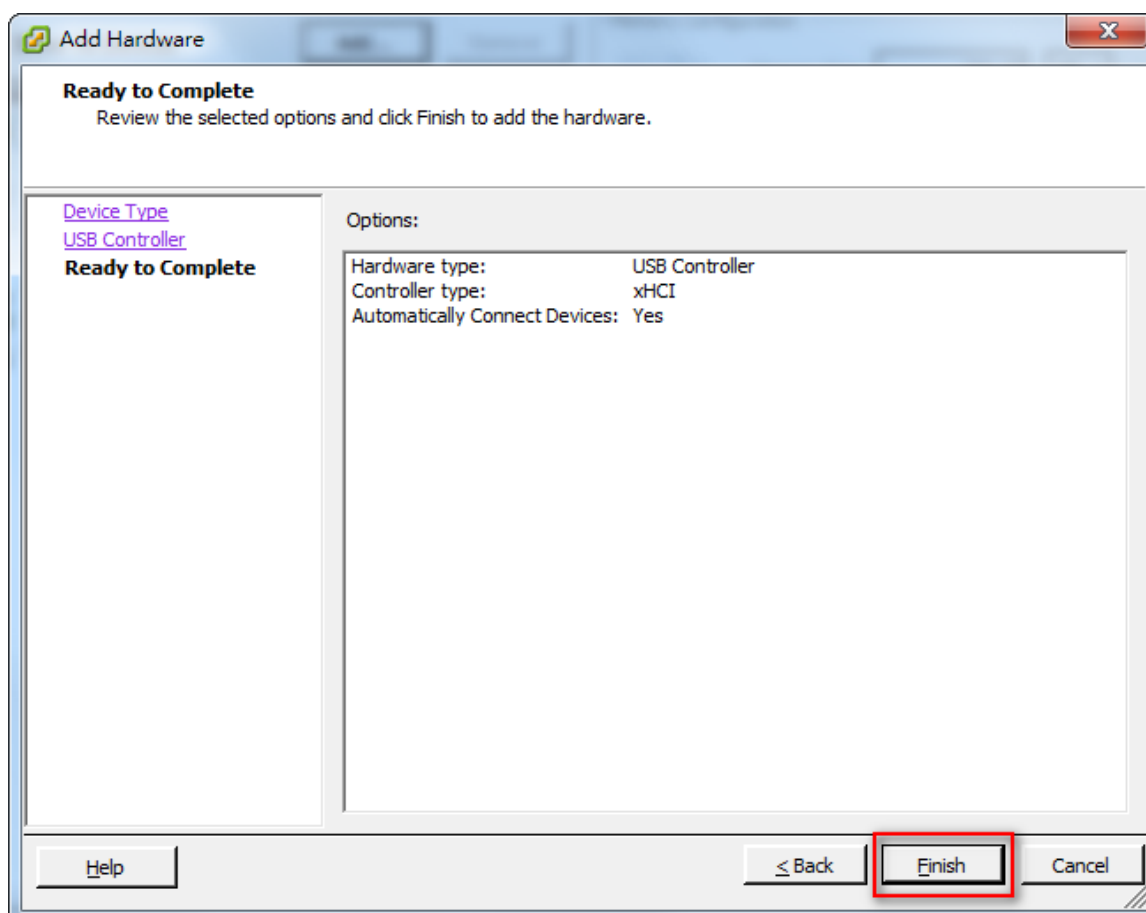 Add Hardware
Ready to Complete
Review the selected options and click Finish to add the hardware.
Device Type
USB Controller
Ready to Complete
Options:
Hardware type: USB Controller
Controller type: xHCI
Automatically Connect Devices: Yes
Help
< Back
Finish
Cancel